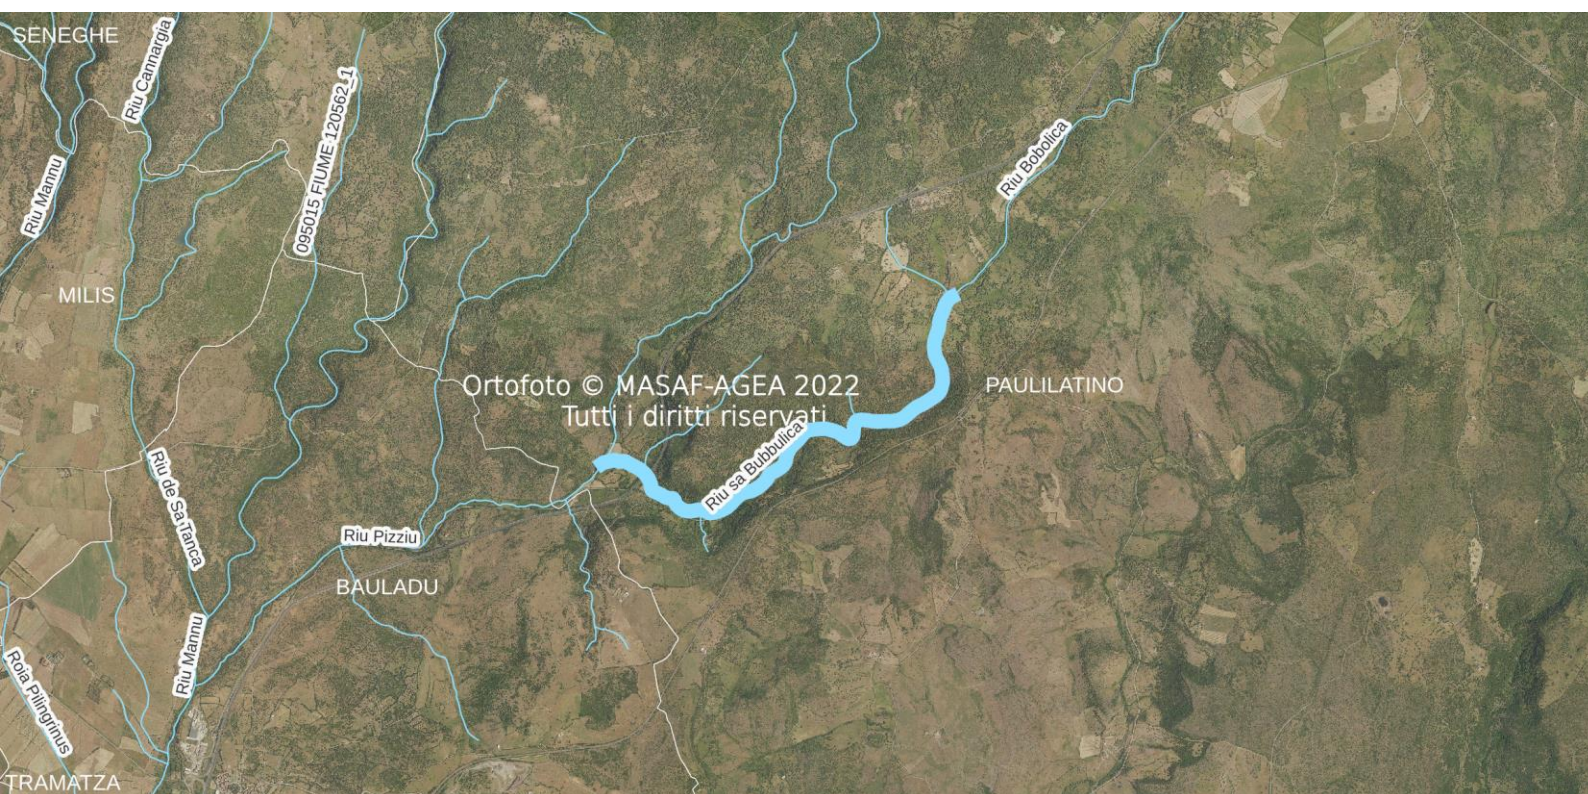 SENEGHE
Riu Cannargia
095015 FIUME 120562_1
Riu Bobolica
Riu Mannu
MILIS
Ortofoto © MASAF-AGEA 2022
Tutti i diritti riservati
PAULILATINO
Riu sa Bubbulica
Riu de Sa Tanca
Riu Pizziu
BAULADU
Riu Mannu
Roia Pilingrinus
TRAMATZA